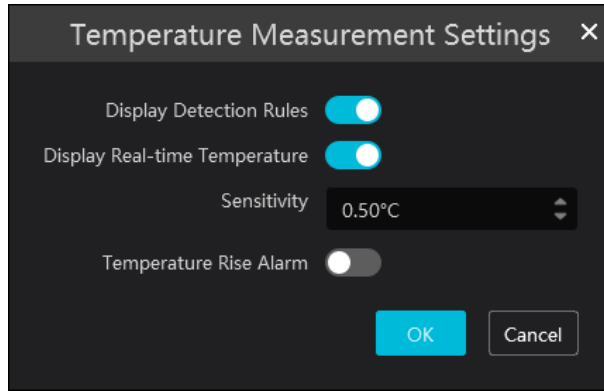 Temperature Measurement Settings
Display Detection Rules
Display Real-time Temperature
Sensitivity 0.50°C
Temperature Rise Alarm
OK Cancel